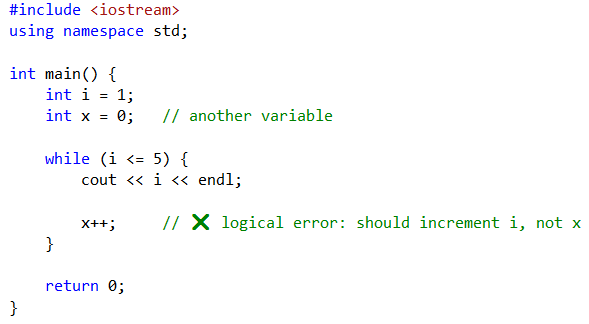 #include <iostream>
using namespace std;
int main() {
    int i = 1;
    int x = 0;   // another variable
    while (i <= 5) {
        cout << i << endl;
        x++;     // ❌ logical error: should increment i, not x
    }
    return 0;
}